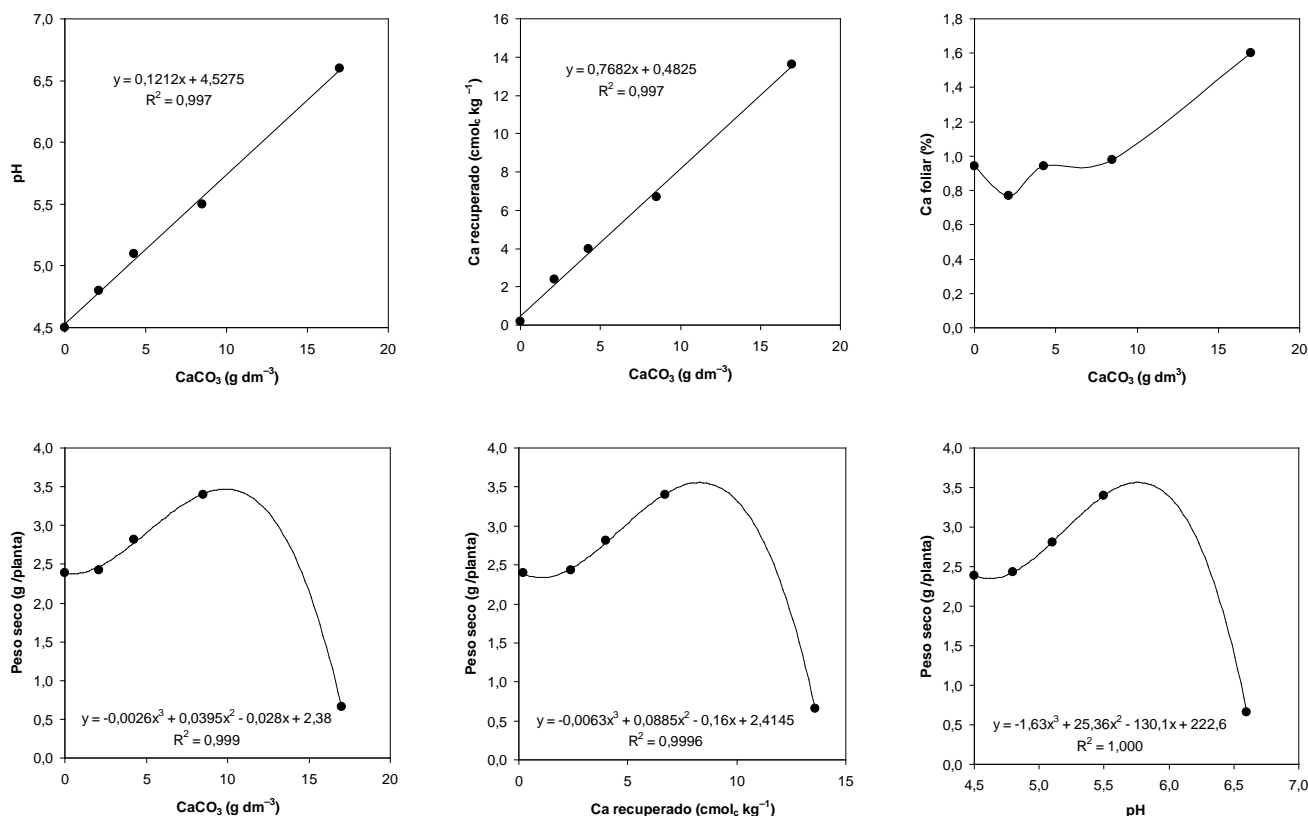 7,0
6,5
6,0
5,5
5,0
4,5
pH
y = 0,1212x + 4,5275
R² = 0,997
0 5 10 15 20
CaCO₃ (g dm⁻³)
16
14
12
10
8
6
4
2
0
Ca recuperado (cmolc kg⁻¹)
y = 0,7682x + 0,4825
R² = 0,997
0 5 10 15 20
CaCO₃ (g dm⁻³)
1,8
1,6
1,4
1,2
1,0
0,8
0,6
0,4
0,2
0,0
Ca foliar (%)
0 5 10 15 20
CaCO₃ (g dm³)
4,0
3,5
3,0
2,5
2,0
1,5
1,0
0,5
0,0
Peso seco (g /planta)
y = -0,0026x³ + 0,0395x² - 0,028x + 2,38
R² = 0,999
0 5 10 15 20
CaCO₃ (g dm⁻³)
4,0
3,5
3,0
2,5
2,0
1,5
1,0
0,5
0,0
Peso seco (g /planta)
y = -0,0063x³ + 0,0885x² - 0,16x + 2,4145
R² = 0,9996
0 5 10 15
Ca recuperado (cmolc kg⁻¹)
4,0
3,5
3,0
2,5
2,0
1,5
1,0
0,5
0,0
Peso seco (g /planta)
y = -1,63x³ + 25,36x² - 130,1x + 222,6
R² = 1,000
4,5 5,0 5,5 6,0 6,5 7,0
pH